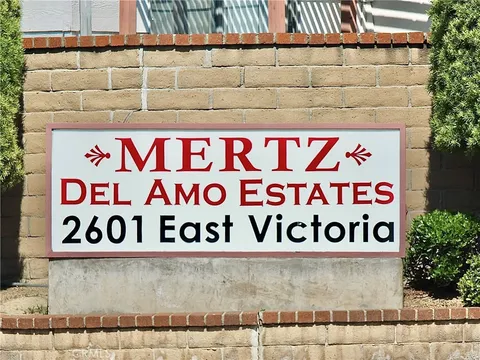 MERTZ
DEL AMO ESTATES
2601 East Victoria